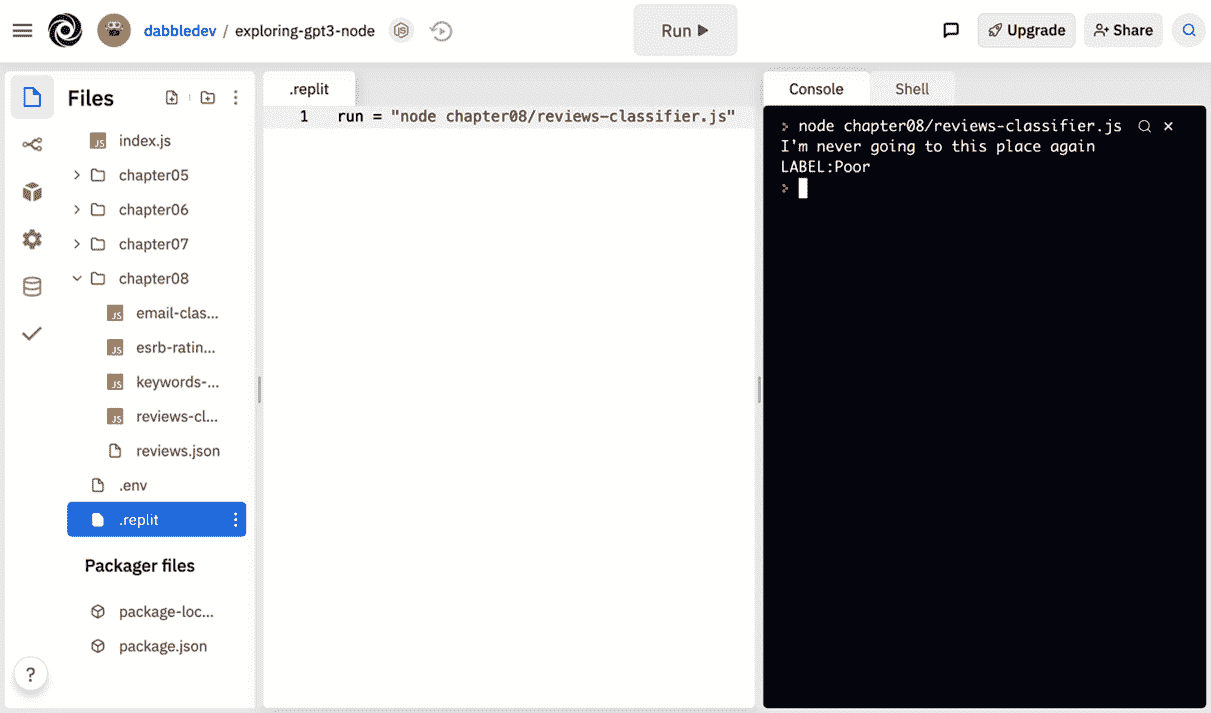 dabbledev / exploring-gpt3-node
Run
Upgrade
Share
Files
index.js
chapter05
chapter06
chapter07
chapter08
email-clas...
esrb-ratin...
keywords-...
reviews-cl...
reviews.json
.env
.replit
Packager files
package-loc...
package.json
?
.replit
1 run = "node chapter08/reviews-classifier.js"
Console Shell
> node chapter08/reviews-classifier.js
I'm never going to this place again
LABEL:Poor
>